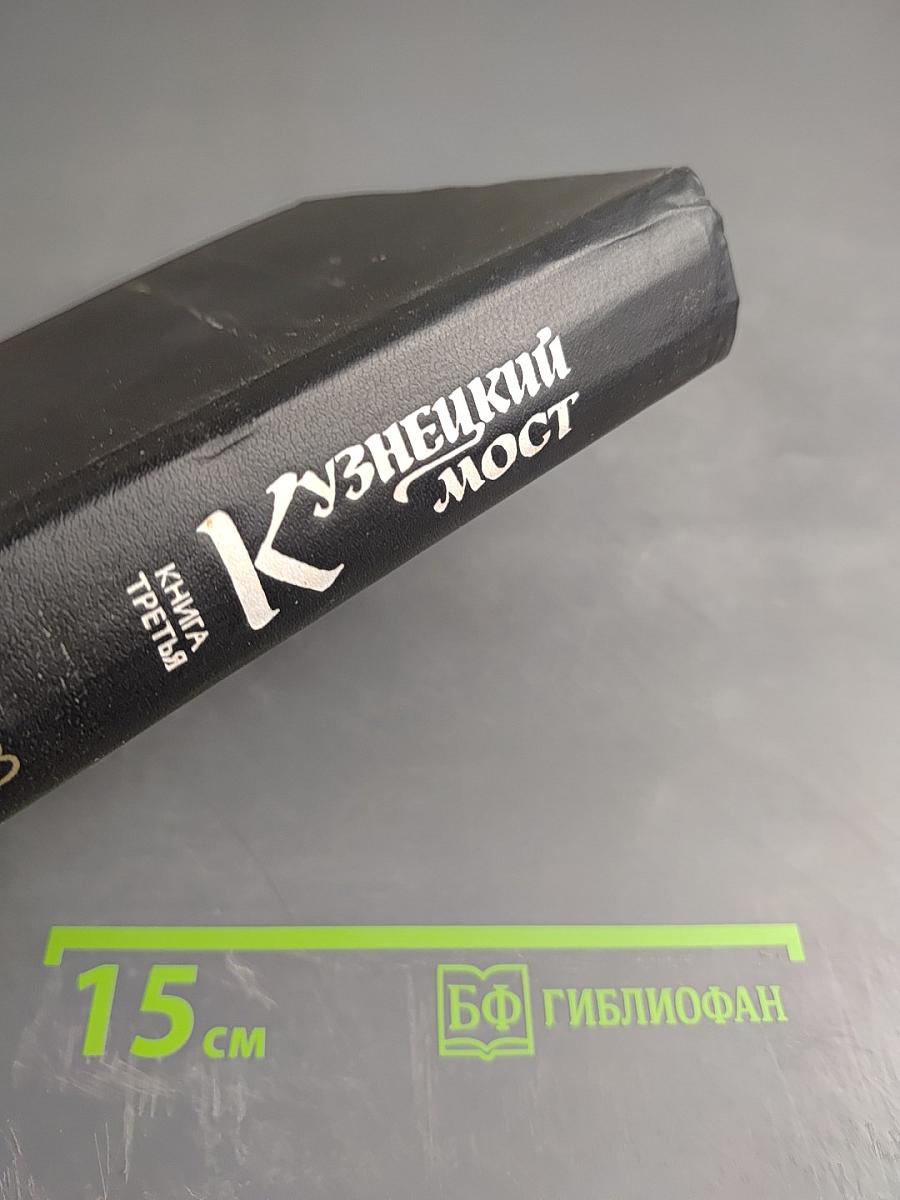 КУЗНЕЦКИЙ
МОСТ
КНИГА
ТРЕТЬЯ
15 см
БФ ГИБЛИОФАН